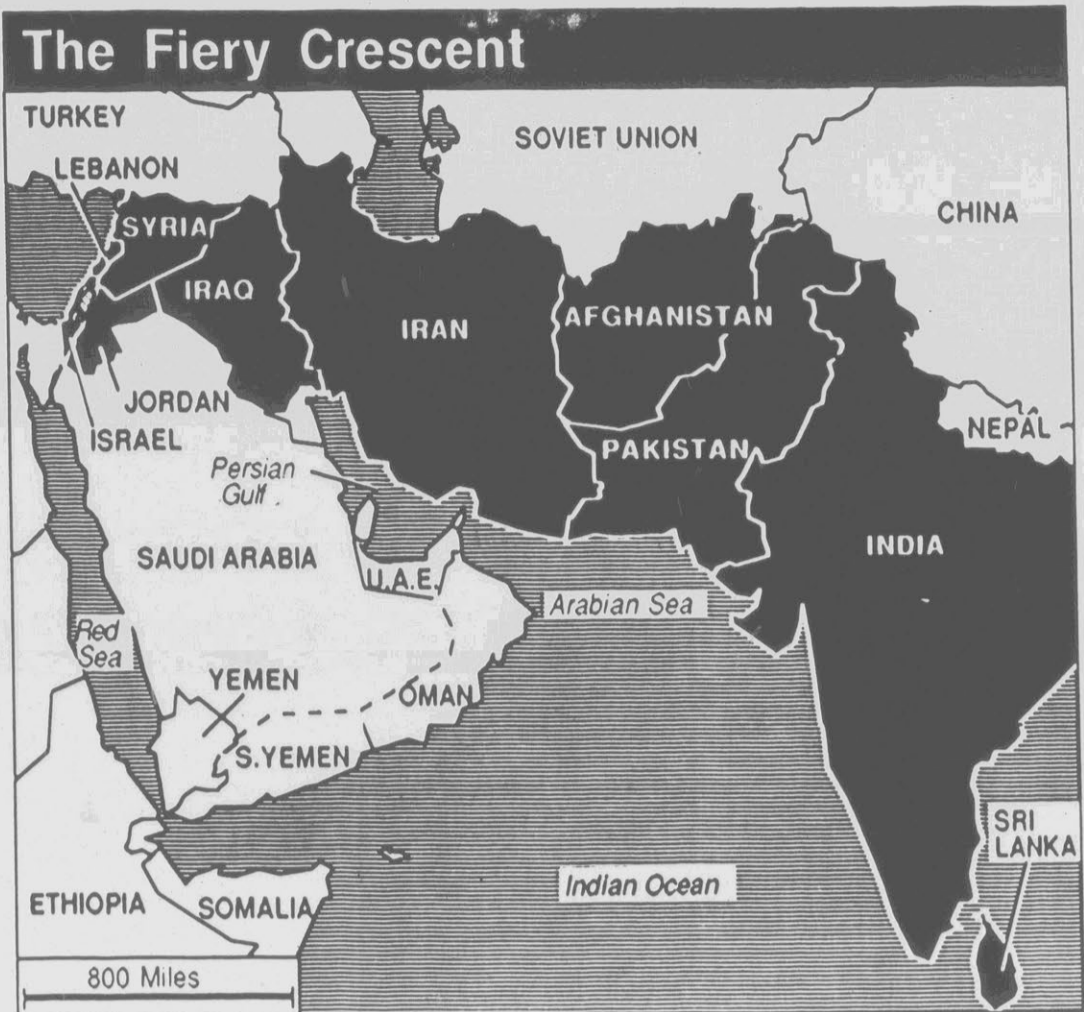 The Fiery Crescent
TURKEY
SOVIET UNION
LEBANON
CHINA
SYRIA
IRAQ
IRAN
AFGHANISTAN
JORDAN
NEPAL
ISRAEL
PAKISTAN
Persian
Gulf
INDIA
SAUDI ARABIA
U.A.E.
Arabian Sea
Red
Sea
YEMEN
OMAN
S.YEMEN
SRI
LANKA
Indian Ocean
ETHIOPIA
SOMALIA
800 Miles